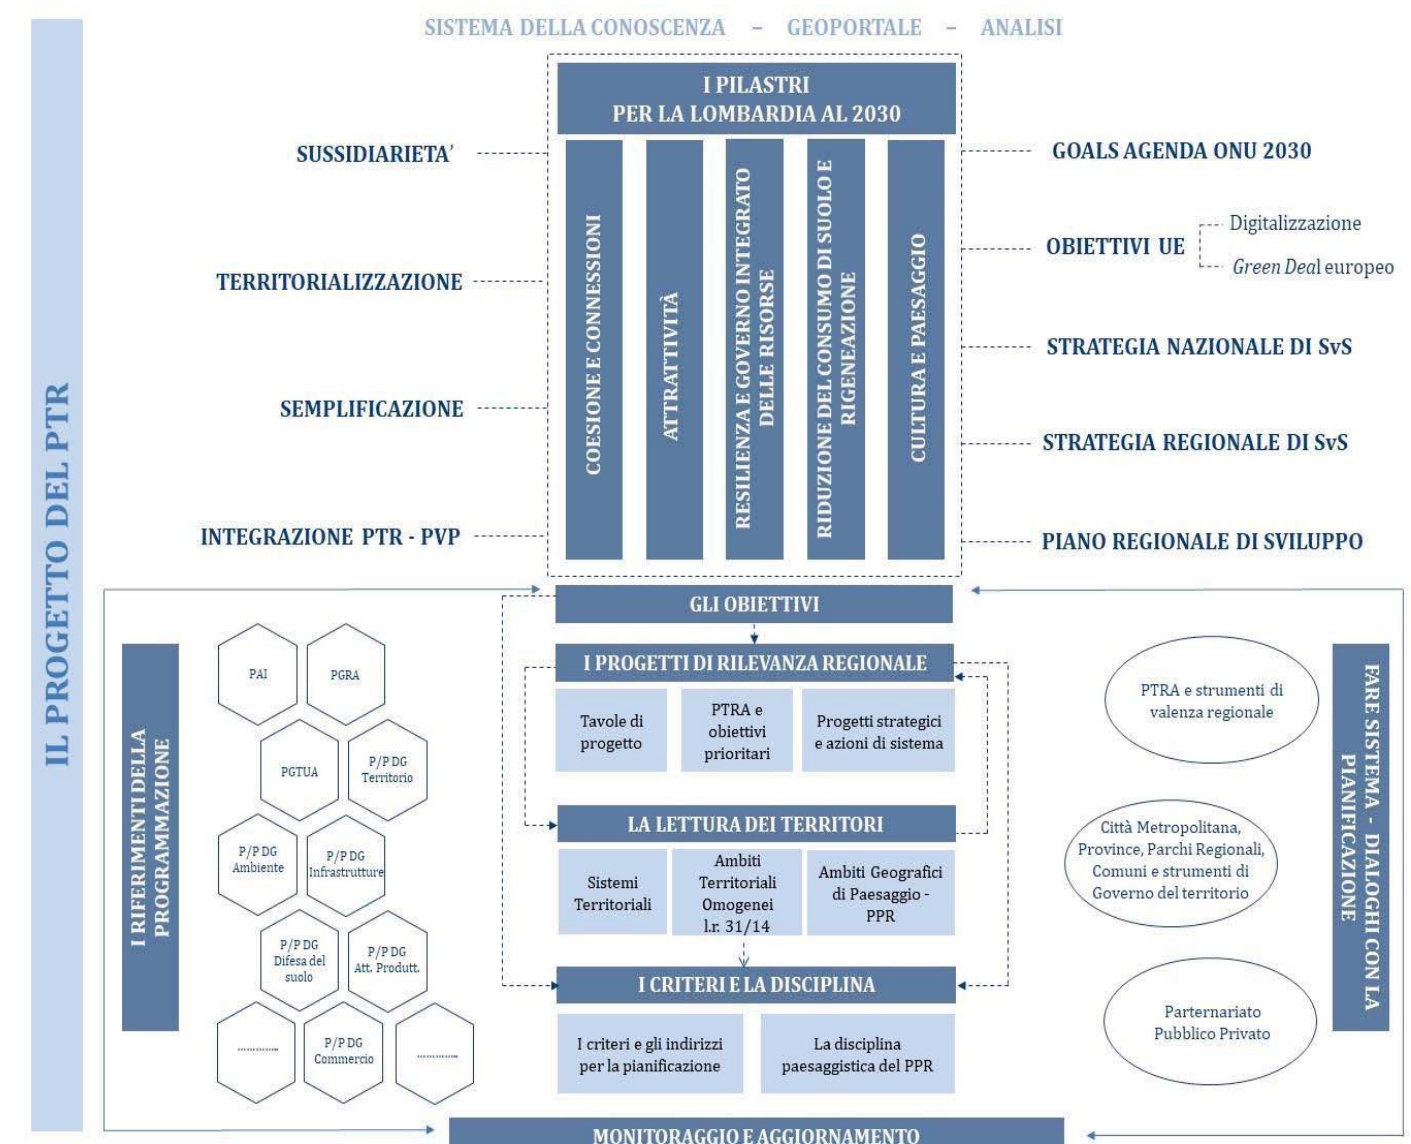 SISTEMA DELLA CONOSCENZA – GEOPORTALE – ANALISI
IL PROGETTO DEL PTR
I PILASTRI
PER LA LOMBARDIA AL 2030
SUSSIDIARIETA'
TERRITORIALIZZAZIONE
SEMPLIFICAZIONE
INTEGRAZIONE PTR - PVP
COESIONE E CONNESSIONI
ATTRATTIVITÀ
RESILIENZA E GOVERNO INTEGRATO
DELLE RISORSE
RIDUZIONE DEL CONSUMO DI SUOLO E
RIGENEAZIONE
CULTURA E PAESAGGIO
GOALS AGENDA ONU 2030
OBIETTIVI UE
Digitalizzazione
Green Deal europeo
STRATEGIA NAZIONALE DI SvS
STRATEGIA REGIONALE DI SvS
PIANO REGIONALE DI SVILUPPO
I RIFERIMENTI DELLA
PROGRAMMAZIONE
PAI
PGRA
PGTUA
P/P DG
Territorio
P/P DG
Ambiente
P/P DG
Infrastrutture
P/P DG
Difesa del
suolo
P/P DG
Att. Produtt.
..............
P/P DG
Commercio
..............
GLI OBIETTIVI
I PROGETTI DI RILEVANZA REGIONALE
Tavole di
progetto
PTRA e
obiettivi
prioritari
Progetti strategici
e azioni di sistema
LA LETTURA DEI TERRITORI
Sistemi
Territoriali
Ambiti
Territoriali
Omogenei
l.r. 31/14
Ambiti Geografici
di Paesaggio -
PPR
I CRITERI E LA DISCIPLINA
I criteri e gli indirizzi
per la pianificazione
La disciplina
paesaggistica del PPR
PTRA e strumenti di
valenza regionale
Città Metropolitana,
Province, Parchi Regionali,
Comuni e strumenti di
Governo del territorio
Parternariato
Pubblico Privato
FARE SISTEMA - DIALOGHI CON LA
PIANIFICAZIONE
MONITORAGGIO E AGGIORNAMENTO